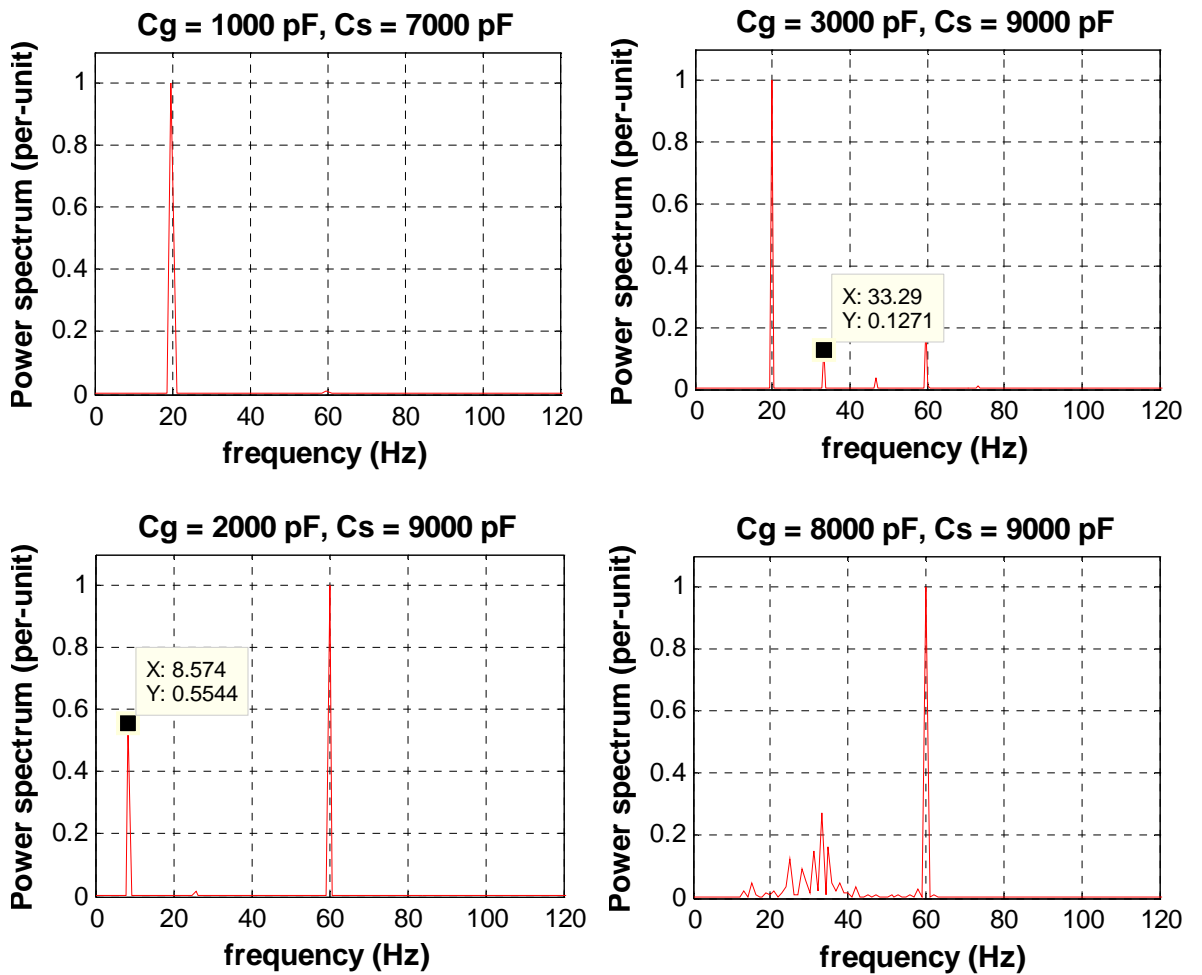 Cg = 1000 pF, Cs = 7000 pF
Power spectrum (per-unit)
1
0.8
0.6
0.4
0.2
0
0 20 40 60 80 100 120
frequency (Hz)
Cg = 3000 pF, Cs = 9000 pF
Power spectrum (per-unit)
1
0.8
0.6
0.4
0.2
0
X: 33.29
Y: 0.1271
0 20 40 60 80 100 120
frequency (Hz)
Cg = 2000 pF, Cs = 9000 pF
Power spectrum (per-unit)
1
0.8
0.6
0.4
0.2
0
X: 8.574
Y: 0.5544
0 20 40 60 80 100 120
frequency (Hz)
Cg = 8000 pF, Cs = 9000 pF
Power spectrum (per-unit)
1
0.8
0.6
0.4
0.2
0
0 20 40 60 80 100 120
frequency (Hz)